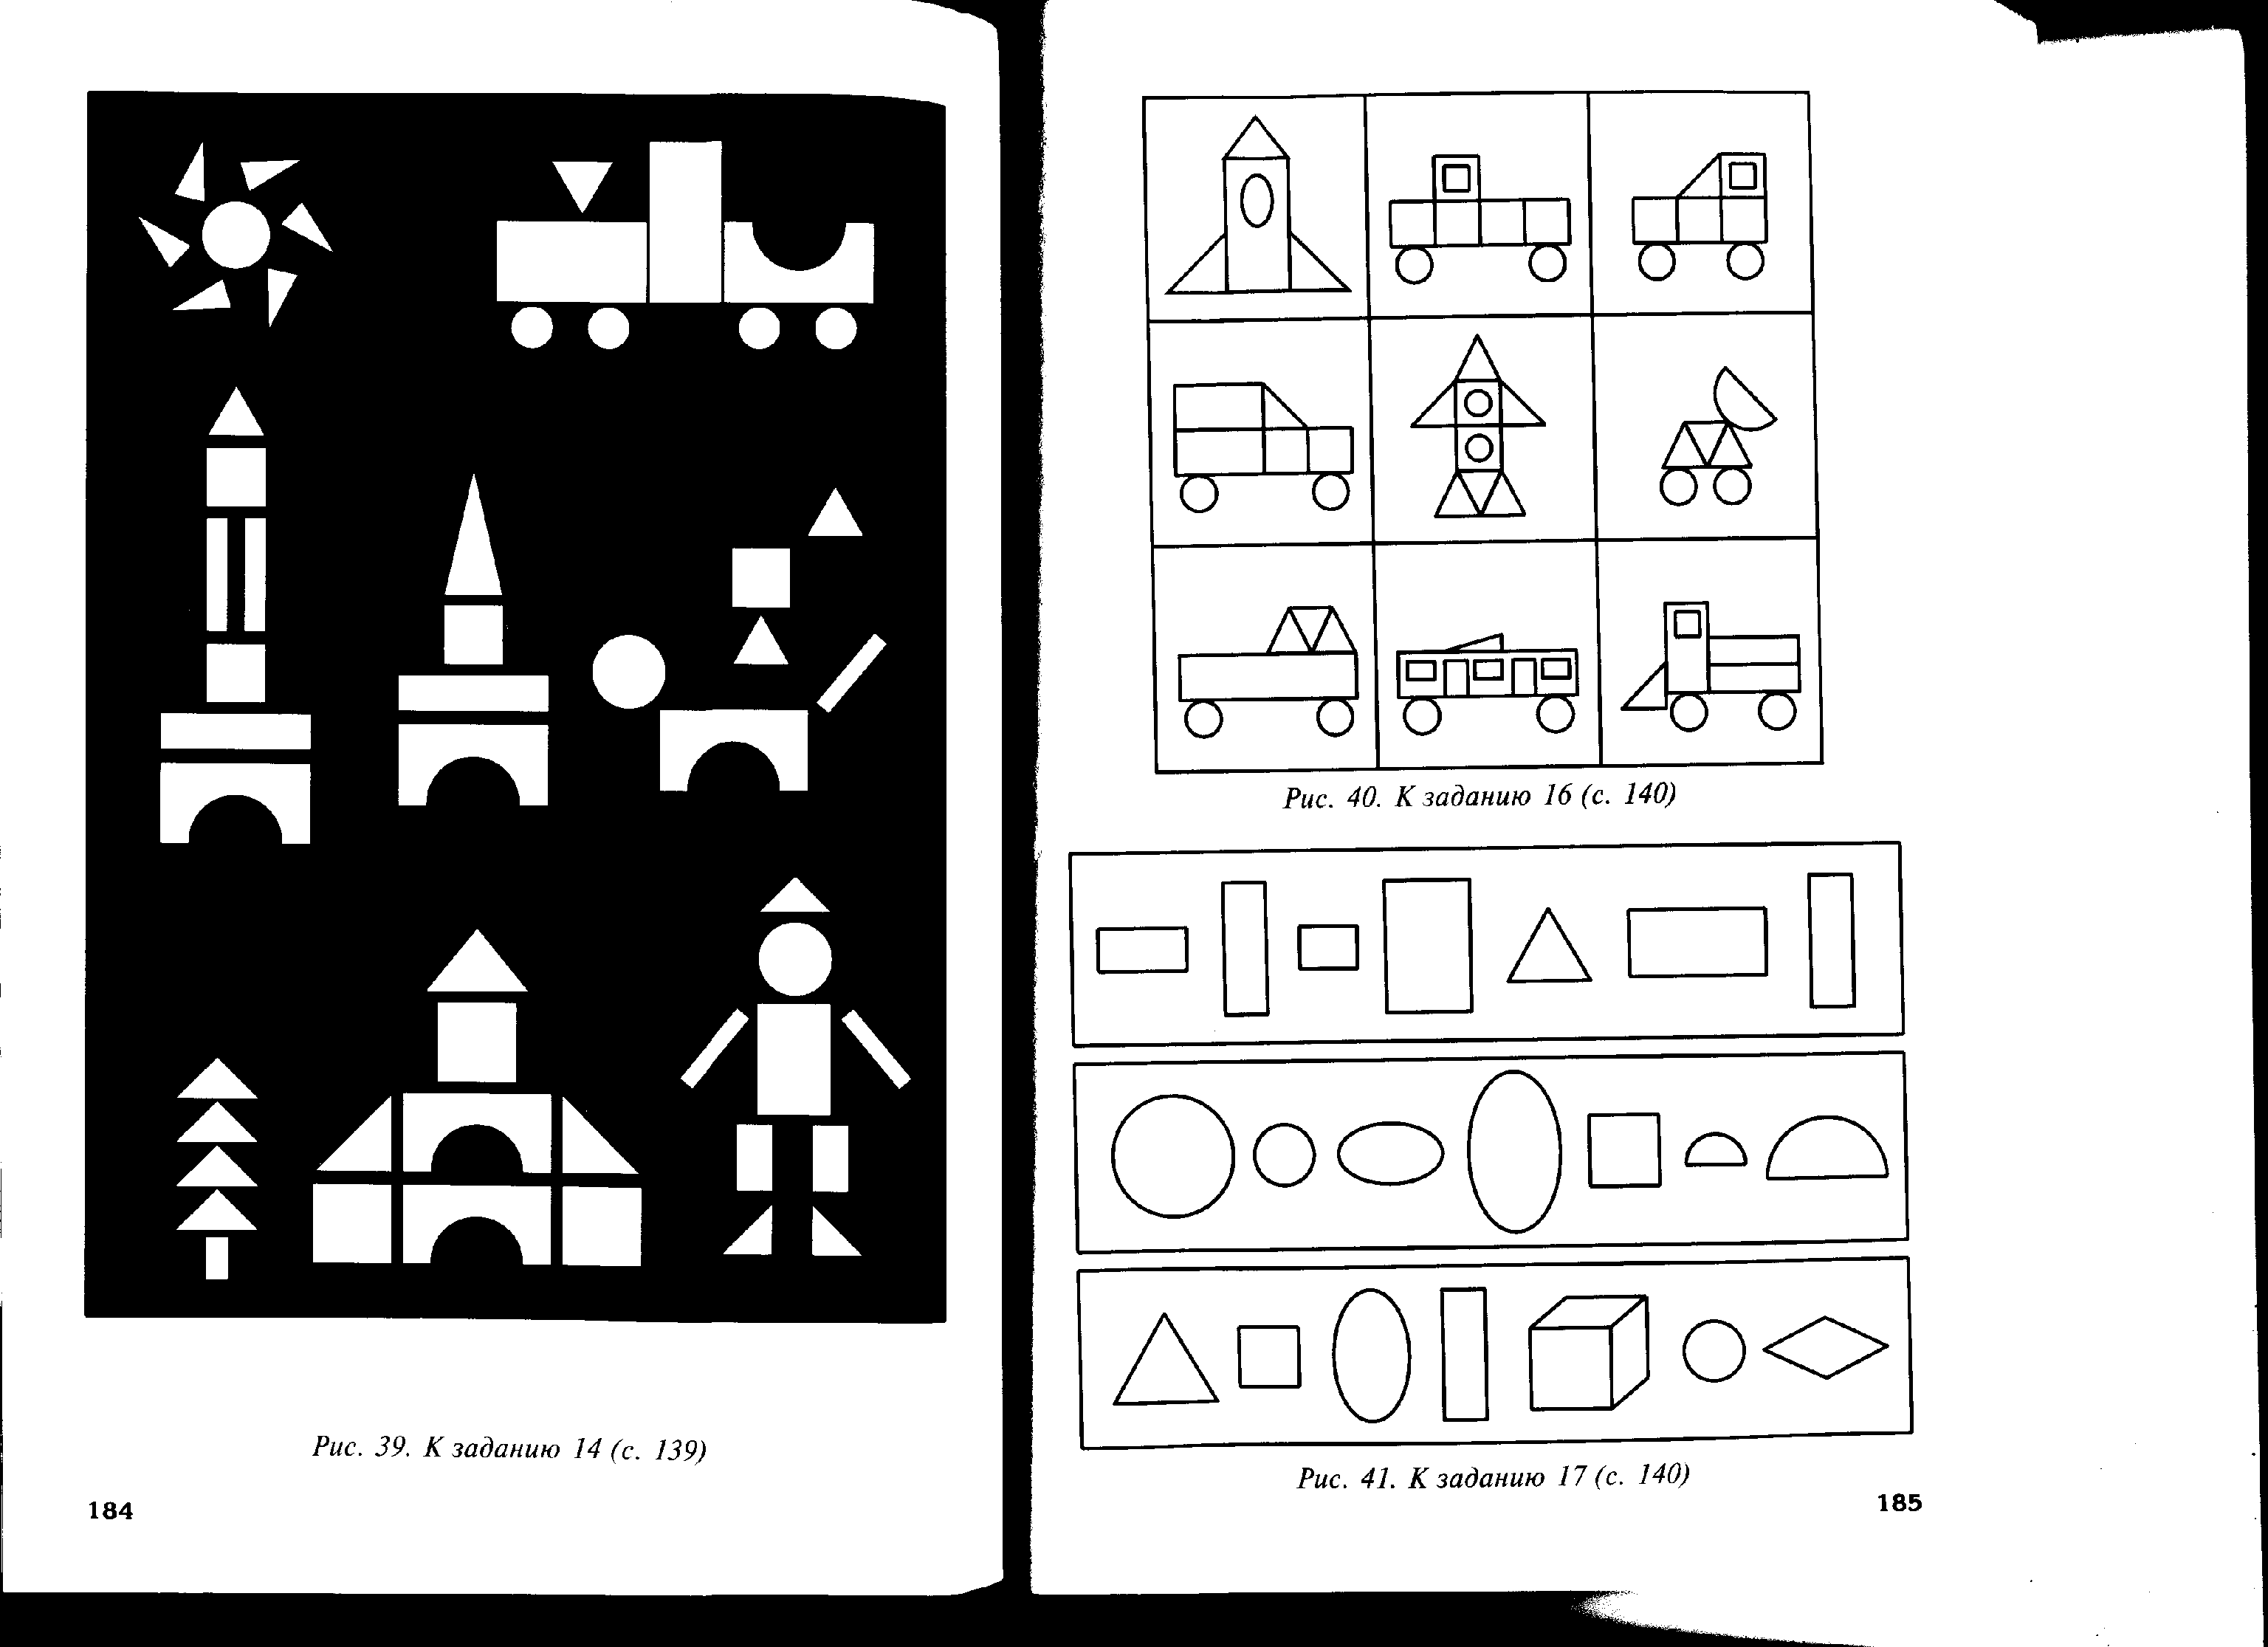 Рис. 39. К заданию 14 (с. 139)
184
Рис. 40. К заданию 16 (с. 140)
Рис. 41. К заданию 17 (с. 140)
185